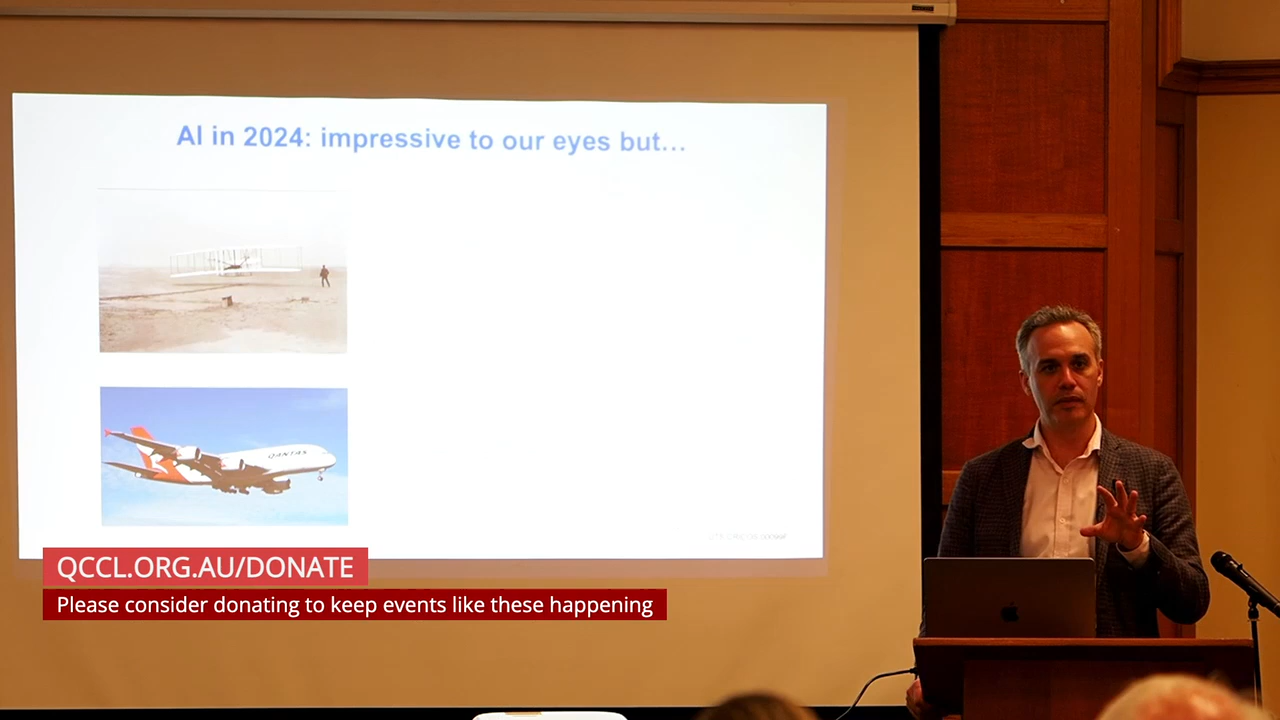 AI in 2024: impressive to our eyes but...
QANTAS
QCCL.ORG.AU/DONATE
Please consider donating to keep events like these happening